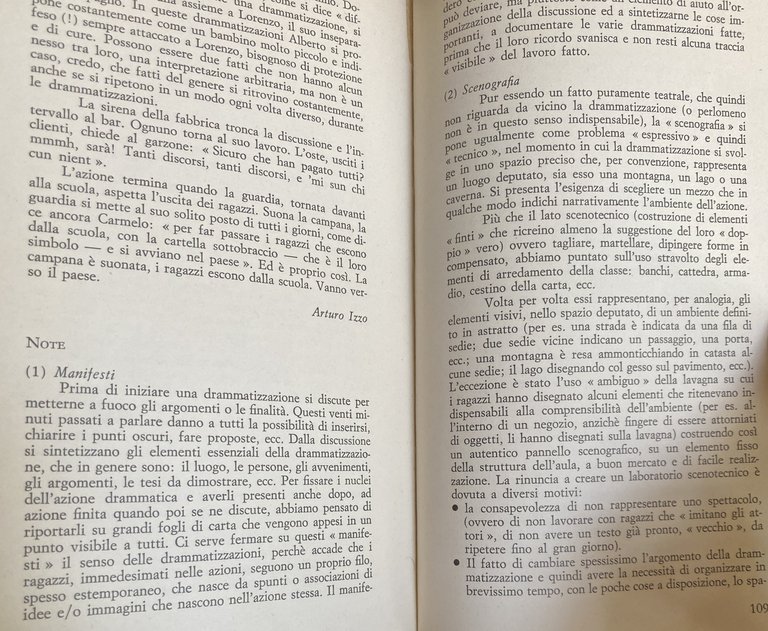 glio. In queste drammatizzazioni Alberto si pro-
pone costantemente come un bambino molto piccolo e indi-
feso (!) sempre attaccato a Lorenzo, bisognoso di protezione
e di cure. Possono essere due fatti che non hanno alcun
nesso tra loro, una interpretazione arbitraria, ma non è un
caso, credo, che fatti del genere si ritrovino costantemente,
anche se si ripetono in un modo ogni volta diverso, durante
le drammatizzazioni.
La sirena della fabbrica tronca la discussione e l'in-
tervallo al bar. Ognuno torna al suo lavoro. L'oste, usciti i
clienti, chiede al garzone: « Sicuro che han pagato tutti?
mmmh, sarà! Tanti discorsi, tanti discorsi, e 'mi sun chi
cun nient ».
L'azione termina quando la guardia, tornata davanti
alla scuola, aspetta l'uscita dei ragazzi. Suona la campana, la
guardia si mette al suo solito posto di tutti i giorni, come di-
ce ancora Carmelo: « per far passare i ragazzi che escono
dalla scuola, con la cartella sottobraccio — che è il loro
simbolo — e si avviano nel paese ». Ed è proprio così. La
campana è suonata, i ragazzi escono dalla scuola. Vanno ver-
so il paese.
Arturo Izzo
NOTE
(1) Manifesti
Prima di iniziare una drammatizzazione si discute per
metterne a fuoco gli argomenti o le finalità. Questi venti mi-
nuti passati a parlare danno a tutti la possibilità di inserirsi,
chiarire i punti oscuri, fare proposte, ecc. Dalla discussione
si sintetizzano gli elementi essenziali della drammatizzazio-
ne, che in genere sono: il luogo, le persone, gli avvenimenti,
gli argomenti, le tesi da dimostrare, ecc. Per fissare i nuclei
dell'azione drammatica e averli presenti anche dopo, ad
azione finita quando poi se ne discute, abbiamo pensato di
riportarli su grandi fogli di carta che vengono appesi in un
punto visibile a tutti. Ci serve fermare su questi « manife-
sti » il senso delle drammatizzazioni, perchè accade che i
ragazzi, immedesimati nelle azioni, seguono un proprio filo,
spesso estemporaneo, che nasce da spunti o associazioni di
idee e/o immagini che nascono nell'azione stessa. Il manife-
può deviare, ma
ganizzazione della discussione ed a sintetizzarne le cose im-
portanti, a documentare le varie drammatizzazioni fatte,
prima che il loro ricordo svanisca e non resti alcuna traccia
« visibile » del lavoro fatto.
(2) Scenografia
Pur essendo un fatto puramente teatrale, che quindi
non riguarda da vicino la drammatizzazione (o perlomeno
non è in questo senso indispensabile), la « scenografia » si
pone ugualmente come problema « espressivo » e quindi
« tecnico », nel momento in cui la drammatizzazione si svol-
ge in uno spazio preciso che, per convenzione, rappresenta
un luogo deputato, sia esso una montagna, un lago o una
caverna. Si presenta l'esigenza di scegliere un mezzo che in
qualche modo indichi narrativamente l'ambiente dell'azione.
Più che il lato scenotecnico (costruzione di elementi
« finti » che ricreino almeno la suggestione del loro « dop-
pio » vero) ovvero tagliare, martellare, dipingere forme in
compensato, abbiamo puntato sull'uso stravolto degli ele-
menti di arredamento della classe: banchi, cattedra, arma-
dio, cestino della carta, ecc.
Volta per volta essi rappresentano, per analogia, gli
elementi visivi, nello spazio deputato, di un ambiente defini-
to in astratto (per es. una strada è indicata da una fila di
sedie; due sedie vicine indicano un passaggio, una porta,
ecc.; una montagna è resa ammonticchiando in catasta al-
cune sedie; il lago disegnandolo col gesso sul pavimento, ecc.).
L'eccezione è stato l'uso « ambiguo » della lavagna su cui
i ragazzi hanno disegnato alcuni elementi che ritenevano in-
dispensabili alla comprensibilità dell'ambiente (per es. al-
l'interno di un negozio, anzichè fingere di essere attorniati
di oggetti, li hanno disegnati sulla lavagna) costruendo così
un autentico pannello scenografico, su un elemento fisso
della struttura dell'aula, a buon mercato e di facile realiz-
zazione. La rinuncia a creare un laboratorio scenotecnico è
dovuta a diversi motivi:
• la consapevolezza di non rappresentare uno spettacolo,
(ovvero di non lavorare con ragazzi che « imitano gli at-
tori », di non avere un testo già pronto, « vecchio », da
ripetere fino al gran giorno).
• Il fatto di cambiare spessissimo l'argomento della dram-
matizzazione e quindi avere la necessità di organizzare in
brevissimo tempo, con le poche cose a disposizione, lo spa-
109